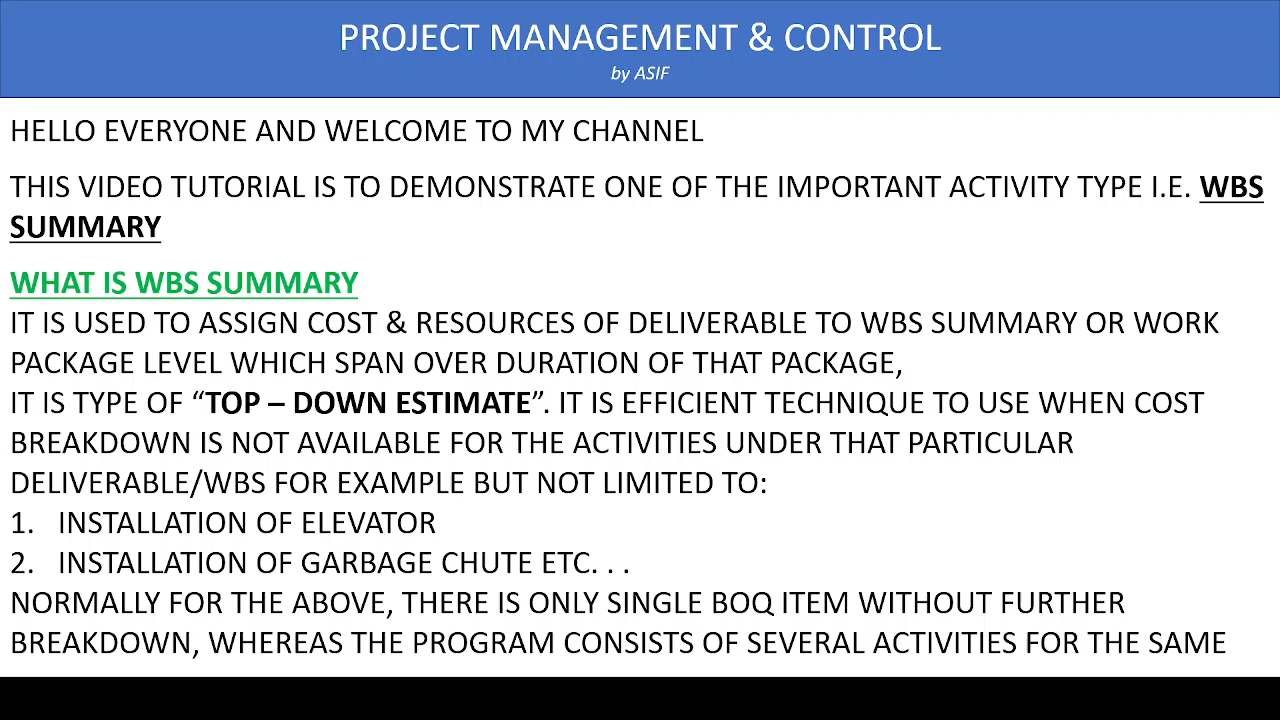 PROJECT MANAGEMENT & CONTROL
by ASIF
HELLO EVERYONE AND WELCOME TO MY CHANNEL
THIS VIDEO TUTORIAL IS TO DEMONSTRATE ONE OF THE IMPORTANT ACTIVITY TYPE I.E. WBS
SUMMARY
WHAT IS WBS SUMMARY
IT IS USED TO ASSIGN COST & RESOURCES OF DELIVERABLE TO WBS SUMMARY OR WORK
PACKAGE LEVEL WHICH SPAN OVER DURATION OF THAT PACKAGE,
IT IS TYPE OF “TOP – DOWN ESTIMATE”. IT IS EFFICIENT TECHNIQUE TO USE WHEN COST
BREAKDOWN IS NOT AVAILABLE FOR THE ACTIVITIES UNDER THAT PARTICULAR
DELIVERABLE/WBS FOR EXAMPLE BUT NOT LIMITED TO:
1. INSTALLATION OF ELEVATOR
2. INSTALLATION OF GARBAGE CHUTE ETC. . .
NORMALLY FOR THE ABOVE, THERE IS ONLY SINGLE BOQ ITEM WITHOUT FURTHER
BREAKDOWN, WHEREAS THE PROGRAM CONSISTS OF SEVERAL ACTIVITIES FOR THE SAME